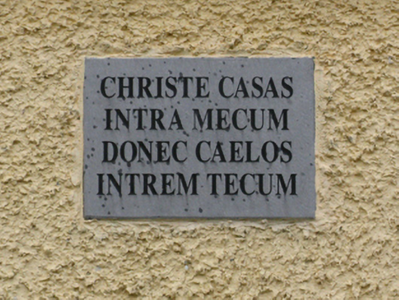 CHRISTE CASAS
INTRA MECUM
DONEC CAELOS
INTREM TECUM